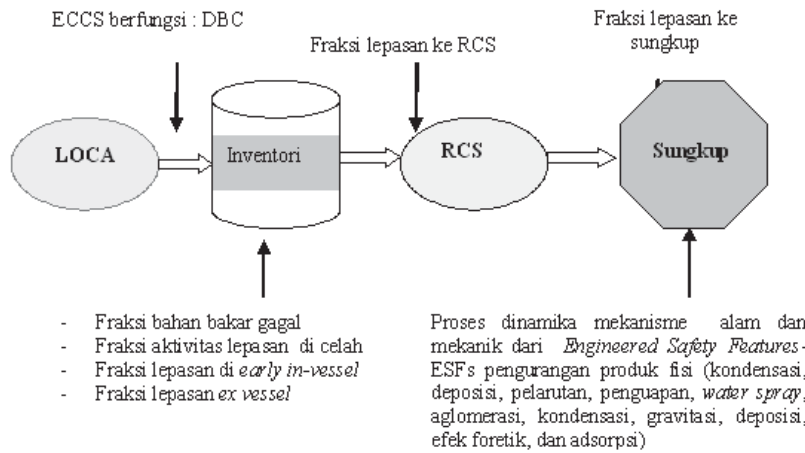 ECCS berfungsi : DBC
Fraksi lepasan ke RCS
Fraksi lepasan ke
sungkup
LOCA
Inventori
RCS
Sungkup
- Fraksi bahan bakar gagal
- Fraksi aktivitas lepasan di celah
- Fraksi lepasan di early in-vessel
- Fraksi lepasan ex vessel
Proses dinamika mekanisme alam dan
mekanik dari Engineered Safety Features-
ESFs pengurangan produk fisi (kondensasi,
deposisi, pelarutan, penguapan, water spray,
aglomerasi, kondensasi, gravitasi, deposisi,
efek foretik, dan adsorpsi)